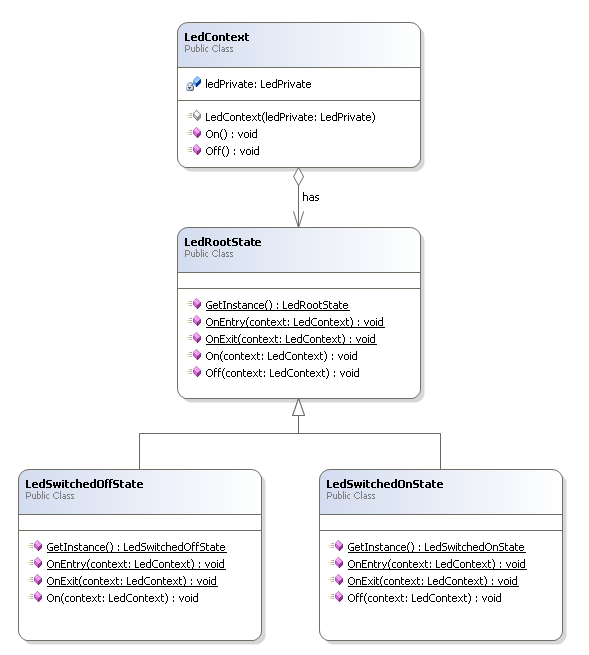 LedContext
Public Class
ledPrivate: LedPrivate
LedContext(ledPrivate: LedPrivate)
On() : void
Off() : void
has
LedRootState
Public Class
GetInstance() : LedRootState
OnEntry(context: LedContext) : void
OnExit(context: LedContext) : void
On(context: LedContext) : void
Off(context: LedContext) : void
LedSwitchedOffState
Public Class
GetInstance() : LedSwitchedOffState
OnEntry(context: LedContext) : void
OnExit(context: LedContext) : void
On(context: LedContext) : void
LedSwitchedOnState
Public Class
GetInstance() : LedSwitchedOnState
OnEntry(context: LedContext) : void
OnExit(context: LedContext) : void
Off(context: LedContext) : void